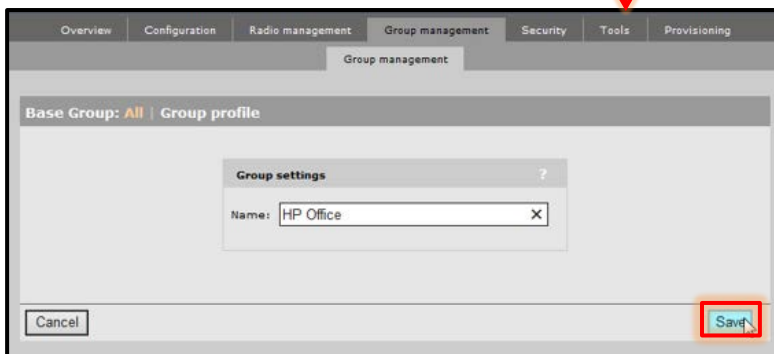 Overview Configuration Radio management Group management Security Tools Provisioning
Group management
Base Group: All | Group profile
Group settings ?
Name: HP Office X
Cancel Save